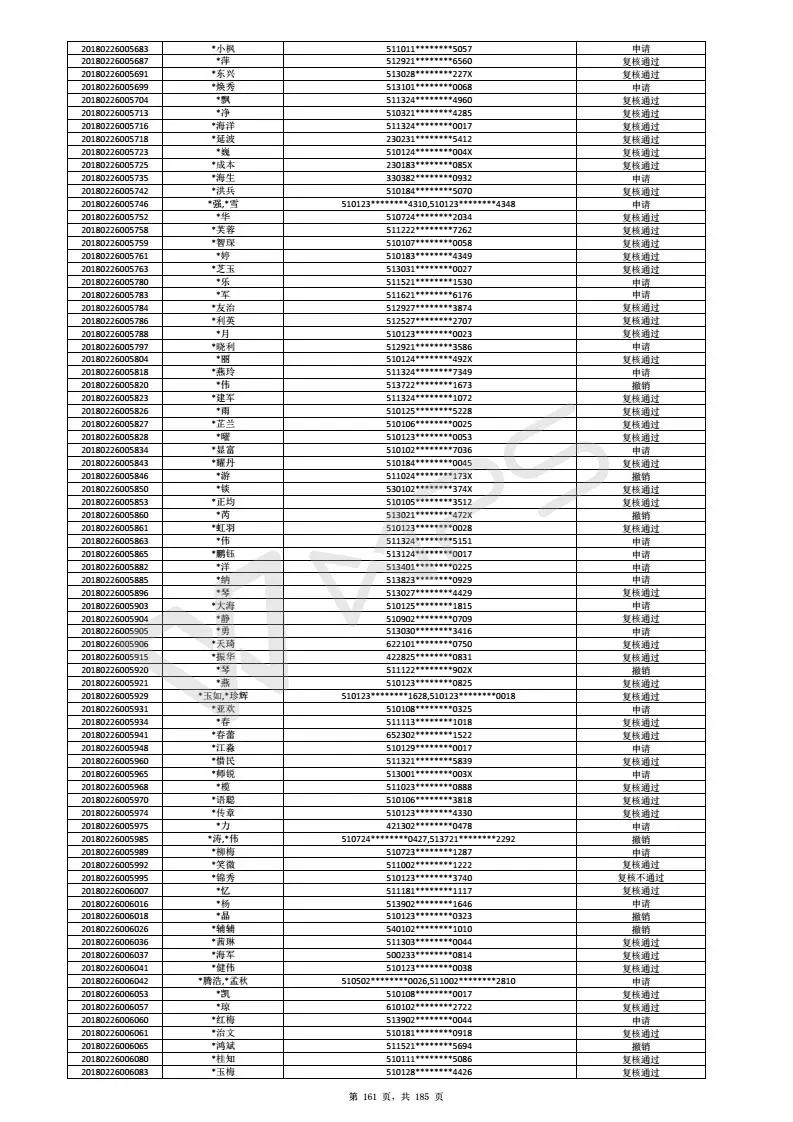 20180226005683 *小枫 511011********5057 申请
20180226005687 *萍 512921********6560 复核通过
20180226005691 *东兴 513028********227X 复核通过
20180226005699 *焕秀 513101********0068 申请
20180226005704 *飘 511324********4960 复核通过
20180226005713 *净 510321********4285 复核通过
20180226005716 *海洋 511324********0017 复核通过
20180226005718 *延波 230231********5412 复核通过
20180226005723 *巍 510124********004X 复核通过
20180226005725 *成本 230183********085X 复核通过
20180226005735 *海生 330382********0932 申请
20180226005742 *洪兵 510184********5070 复核通过
20180226005746 *强,*雪 510123********4310,510123********4348 申请
20180226005752 *华 510724********2034 复核通过
20180226005758 *芙蓉 511222********7262 复核通过
20180226005759 *智琛 510107********0058 复核通过
20180226005761 *婷 510183********4349 复核通过
20180226005763 *芝玉 513031********0027 复核通过
20180226005780 *乐 511521********1530 申请
20180226005783 *军 511621********6176 申请
20180226005784 *友治 512927********3874 复核通过
20180226005786 *利英 512527********2707 复核通过
20180226005788 *月 510123********0023 复核通过
20180226005797 *晓利 512921********3586 申请
20180226005804 *丽 510124********492X 复核通过
20180226005818 *燕玲 511324********7349 申请
20180226005820 *伟 513722********1673 撤销
20180226005823 *建军 511324********1072 复核通过
20180226005826 *雨 510125********5228 复核通过
20180226005827 *芷兰 510106********0025 复核通过
20180226005828 *曜 510123********0053 复核通过
20180226005834 *显富 510102********7036 申请
20180226005843 *耀丹 510184********0045 复核通过
20180226005846 *游 511024********173X 撤销
20180226005850 *锬 530102********374X 复核通过
20180226005853 *正均 510105********3512 复核通过
20180226005860 *芮 513021********472X 撤销
20180226005861 *虹羽 510123********0028 复核通过
20180226005863 *伟 511324********5151 申请
20180226005865 *鹏钰 513124********0017 申请
20180226005882 *洋 513401********0225 申请
20180226005885 *纳 513823********0929 申请
20180226005896 *琴 513027********4429 复核通过
20180226005903 *大海 510125********1815 申请
20180226005904 *静 510902********0709 复核通过
20180226005905 *勇 513030********3416 申请
20180226005906 *天琦 622101********0750 复核通过
20180226005915 *振华 422825********0831 复核通过
20180226005920 *琴 511122********902X 撤销
20180226005921 *燕 510123********0825 复核通过
20180226005929 *玉如,*珍辉 510123********1628,510123********0018 复核通过
20180226005931 *亚欢 510108********0325 申请
20180226005934 *春 511113********1018 复核通过
20180226005941 *春蕾 652302********1522 复核通过
20180226005948 *江淼 510129********0017 申请
20180226005960 *惜民 511321********5839 复核通过
20180226005965 *师锐 513001********003X 申请
20180226005968 *榄 511023********0888 复核通过
20180226005970 *语聪 510106********3818 复核通过
20180226005974 *传章 510123********4330 复核通过
20180226005975 *力 421302********0478 申请
20180226005985 *涛,*伟 510724********0427,513721********2292 撤销
20180226005989 *柳梅 510723********1287 申请
20180226005992 *笑微 511002********1222 复核通过
20180226005995 *锦秀 510123********3740 复核不通过
20180226006007 *忆 511181********1117 复核通过
20180226006016 *杨 513902********1646 申请
20180226006018 *晶 510123********0323 撤销
20180226006026 *辅辅 540102********1010 撤销
20180226006036 *茜琳 511303********0044 复核通过
20180226006037 *海军 500233********0814 复核通过
20180226006041 *健伟 510123********0038 复核通过
20180226006042 *腾浩,*孟秋 510502********0026,511002********2810 申请
20180226006053 *凯 510108********0017 复核通过
20180226006057 *琼 610102********2722 复核通过
20180226006060 *红梅 513902********0044 申请
20180226006061 *治文 510181********0918 复核通过
20180226006065 *鸿斌 511521********5694 撤销
20180226006080 *桂知 510111********5086 复核通过
20180226006083 *玉梅 510128********4426 复核通过
第 161 页，共 185 页